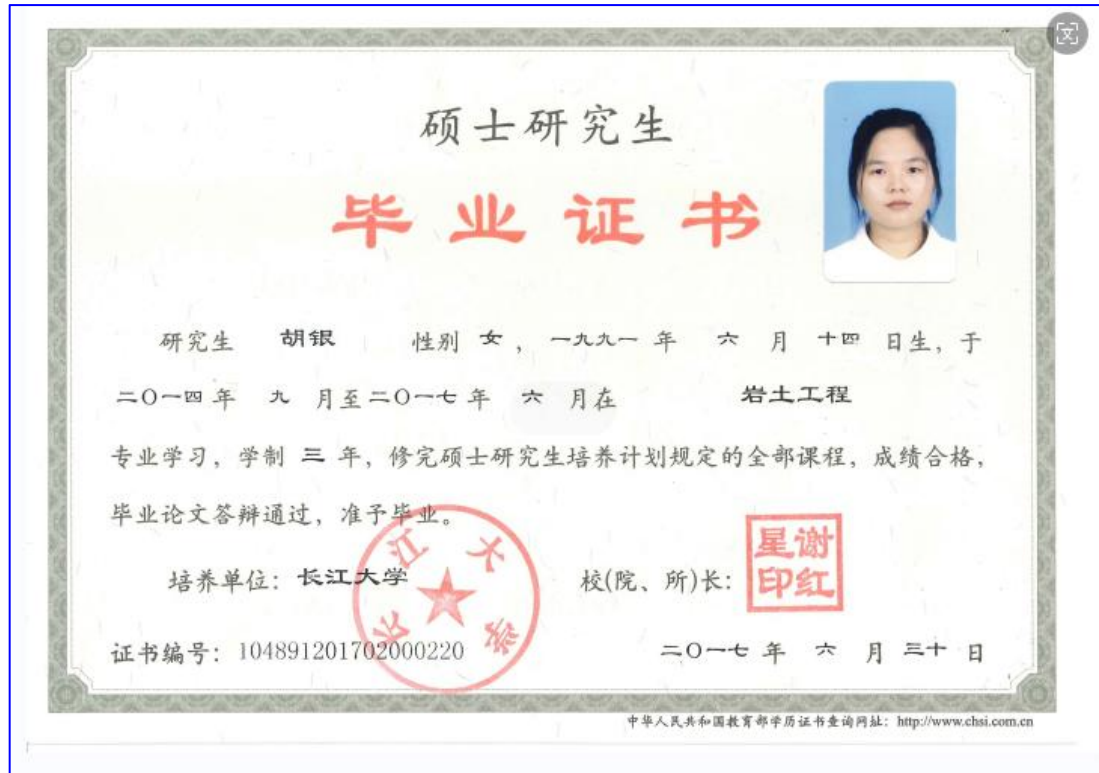 硕士研究生
毕业证书
研究生 胡银 性别 女，一九九一 年 六 月 十四 日生，于
二〇一四 年 九 月至 二〇一七 年 六 月在 岩土工程
专业学习，学制 三 年，修完硕士研究生培养计划规定的全部课程，成绩合格，
毕业论文答辩通过，准予毕业。
培养单位：长江大学 校(院、所)长：谢红星印
长江大学
证书编号：104891201702000220 二〇一七 年 六 月 三十 日
中华人民共和国教育部学历证书查询网址：http://www.chsi.com.cn